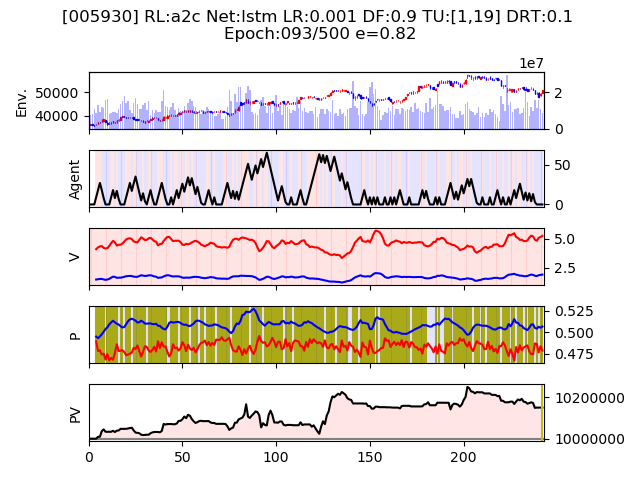 [005930] RL:a2c Net:lstm LR:0.001 DF:0.9 TU:[1,19] DRT:0.1
Epoch:093/500 e=0.82
1e7
Env.
50000
40000
2
0
Agent
50
0
V
5.0
2.5
P
0.525
0.500
0.475
PV
10200000
10000000
0 50 100 150 200